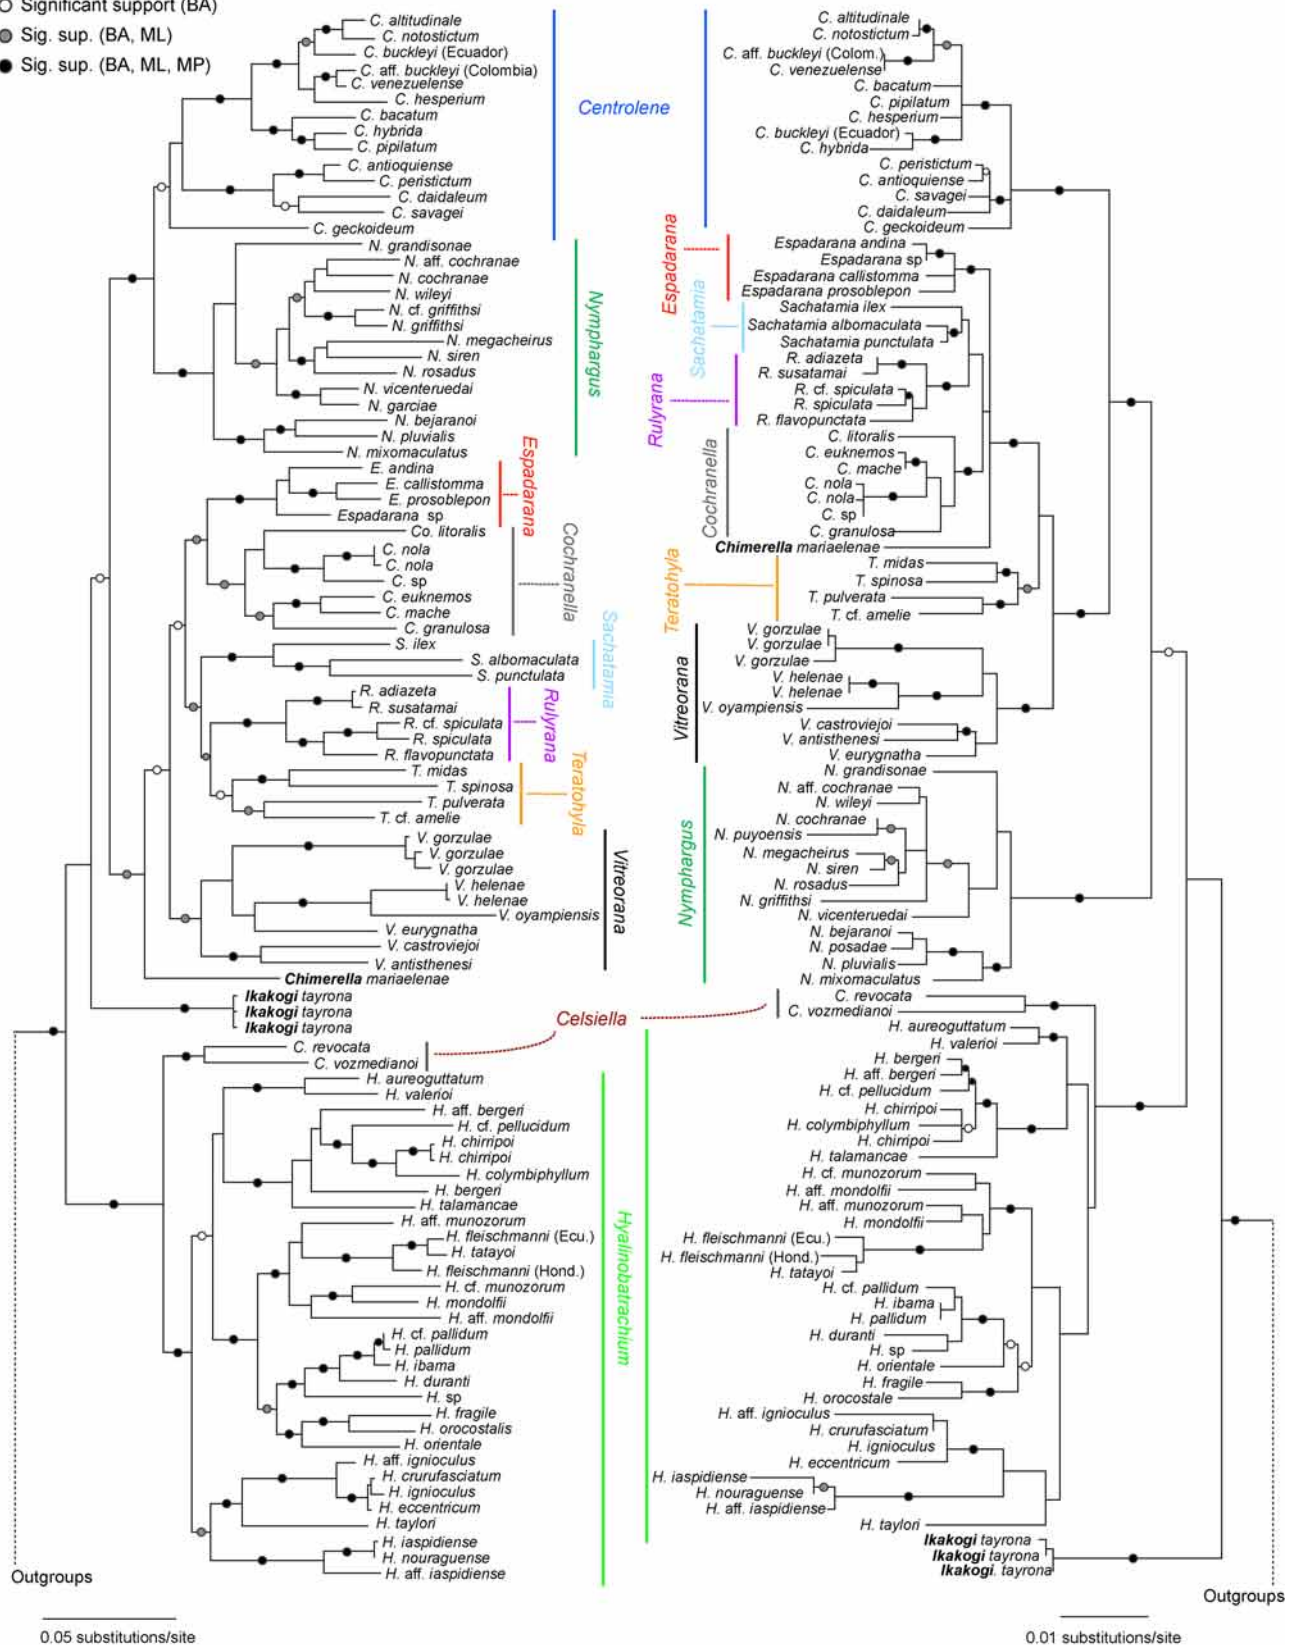 Significant support (BA)
Sig. sup. (BA, ML)
Sig. sup. (BA, ML, MP)
C. altitudinale
C. notostictum
C. buckleyi (Ecuador)
C. aff. buckleyi (Colombia)
C. venezuelense
C. hesperium
C. bacatum
C. hybrida
C. pipilatum
C. antioquiense
C. peristictum
C. daidaleum
C. savagei
C. geckoideum
N. grandisonae
N. aff. cochranae
N. cochranae
N. wileyi
N. cf. griffithsi
N. griffithsi
N. megacheirus
N. siren
N. rosadus
N. vicenteruedai
N. garciae
N. bejaranoi
N. pluvialis
N. mixomaculatus
E. andina
E. callistomma
E. prosoblepon
Espadarana sp
Co. litoralis
C. nola
C. nola
C. sp
C. euknemos
C. mache
C. granulosa
S. ilex
S. albomaculata
S. punctulata
R. adiazeta
R. susatamai
R. cf. spiculata
R. spiculata
R. flavopunctata
T. midas
T. spinosa
T. pulverata
T. cf. amelie
V. gorzulae
V. gorzulae
V. gorzulae
V. helenae
V. helenae
V. oyampiensis
V. eurygnatha
V. castroviejoi
V. antisthenesi
Chimerella mariaelenae
Ikakogi tayrona
Ikakogi tayrona
Ikakogi tayrona
C. revocata
C. vozmedianoi
H. aureoguttatum
H. valerioi
H. aff. bergeri
H. cf. pellucidum
H. chirripoi
H. chirripoi
H. colymbiphyllum
H. bergeri
H. talamancae
H. aff. munozorum
H. fleischmanni (Ecu.)
H. tatayoi
H. fleischmanni (Hond.)
H. cf. munozorum
H. mondolfii
H. aff. mondolfii
H. cf. pallidum
H. pallidum
H. ibama
H. duranti
H. sp
H. fragile
H. orocostalis
H. orientale
H. aff. ignioculus
H. crurufasciatum
H. ignioculus
H. eccentricum
H. taylori
H. iaspidiense
H. nouraguense
H. aff. iaspidiense
Outgroups
0.05 substitutions/site
Centrolene
Nymphargus
Espadarana
Cochranella
Sachatamia
Rulyrana
Teratohyla
Vitreorana
Celsiella
Hyalinobatrachium
Espadarana
Sachatamia
Rulyrana
Cochranella
Teratohyla
Vitreorana
Nymphargus
C. altitudinale
C. notostictum
C. aff. buckleyi (Colom.)
C. venezuelense
C. bacatum
C. pipilatum
C. hesperium
C. buckleyi (Ecuador)
C. hybrida
C. peristictum
C. antioquiense
C. savagei
C. daidaleum
C. geckoideum
Espadarana andina
Espadarana sp
Espadarana callistomma
Espadarana prosoblepon
Sachatamia ilex
Sachatamia albomaculata
Sachatamia punctulata
R. adiazeta
R. susatamai
R. cf. spiculata
R. spiculata
R. flavopunctata
C. litoralis
C. euknemos
C. mache
C. nola
C. nola
C. sp
C. granulosa
Chimerella mariaelenae
T. midas
T. spinosa
T. pulverata
T. cf. amelie
V. gorzulae
V. gorzulae
V. gorzulae
V. helenae
V. helenae
V. oyampiensis
V. castroviejoi
V. antisthenesi
V. eurygnatha
N. grandisonae
N. aff. cochranae
N. wileyi
N. cochranae
N. puyoensis
N. megacheirus
N. siren
N. rosadus
N. griffithsi
N. vicenteruedai
N. bejaranoi
N. posadae
N. pluvialis
N. mixomaculatus
C. revocata
C. vozmedianoi
H. aureoguttatum
H. valerioi
H. bergeri
H. aff. bergeri
H. cf. pellucidum
H. chirripoi
H. colymbiphyllum
H. chirripoi
H. talamancae
H. cf. munozorum
H. aff. mondolfii
H. aff. munozorum
H. mondolfii
H. fleischmanni (Ecu.)
H. fleischmanni (Hond.)
H. tatayoi
H. cf. pallidum
H. ibama
H. pallidum
H. duranti
H. sp
H. orientale
H. fragile
H. orocostale
H. aff. ignioculus
H. crurufasciatum
H. ignioculus
H. eccentricum
H. iaspidiense
H. nouraguense
H. aff. iaspidiense
H. taylori
Ikakogi tayrona
Ikakogi tayrona
Ikakogi. tayrona
Outgroups
0.01 substitutions/site